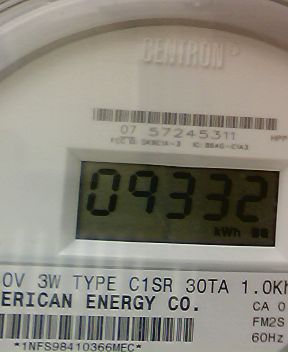 CENTRON®
07 57245311
09332
kWh
0V 3W TYPE C1SR 30TA 1.0Kh
ERICAN ENERGY CO.
CA 0
FM2S
60Hz
*1NFS98410366MEC*